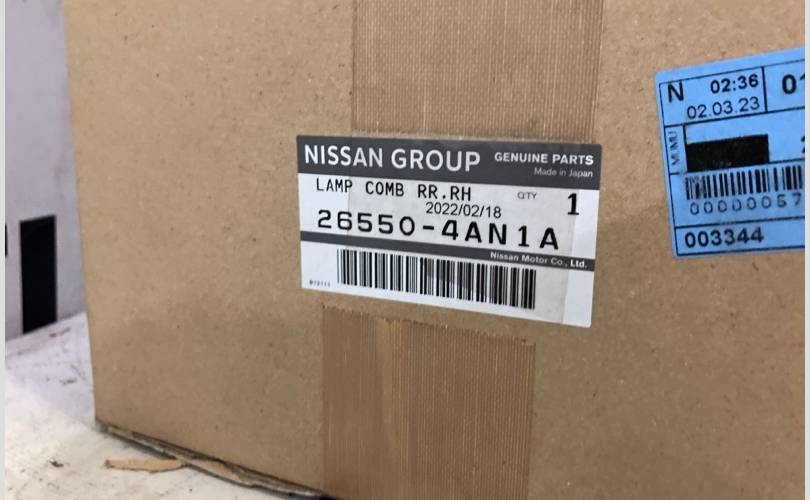 NISSAN GROUP GENUINE PARTS
Made in Japan
LAMP COMB RR.RH QTY 1
2022/02/18
26550-4AN1A
Nissan Motor Co., Ltd.
N 02:36
02.03.23
MUMU
003344